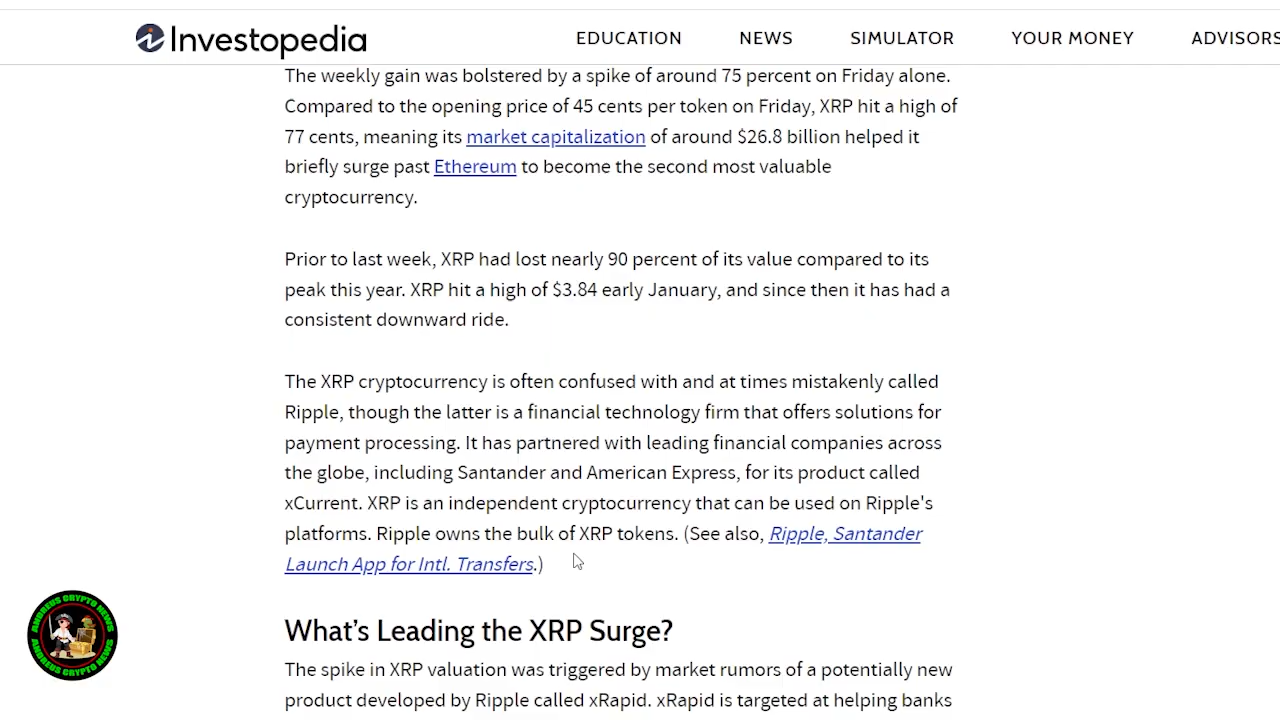 Investopedia
EDUCATION NEWS SIMULATOR YOUR MONEY ADVISORS
The weekly gain was bolstered by a spike of around 75 percent on Friday alone.
Compared to the opening price of 45 cents per token on Friday, XRP hit a high of
77 cents, meaning its market capitalization of around $26.8 billion helped it
briefly surge past Ethereum to become the second most valuable
cryptocurrency.
Prior to last week, XRP had lost nearly 90 percent of its value compared to its
peak this year. XRP hit a high of $3.84 early January, and since then it has had a
consistent downward ride.
The XRP cryptocurrency is often confused with and at times mistakenly called
Ripple, though the latter is a financial technology firm that offers solutions for
payment processing. It has partnered with leading financial companies across
the globe, including Santander and American Express, for its product called
xCurrent. XRP is an independent cryptocurrency that can be used on Ripple's
platforms. Ripple owns the bulk of XRP tokens. (See also, Ripple, Santander
Launch App for Intl. Transfers.)
What's Leading the XRP Surge?
The spike in XRP valuation was triggered by market rumors of a potentially new
product developed by Ripple called xRapid. xRapid is targeted at helping banks
ANDREUS CRYPTO NEWS
ANDREUS CRYPTO NEWS